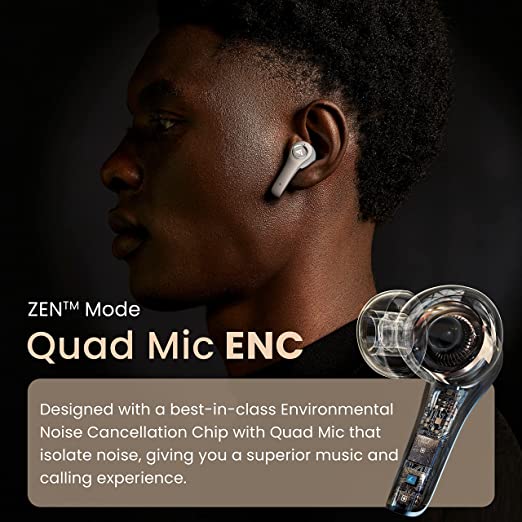 ZEN™ Mode
Quad Mic ENC
Designed with a best-in-class Environmental
Noise Cancellation Chip with Quad Mic that
isolate noise, giving you a superior music and
calling experience.